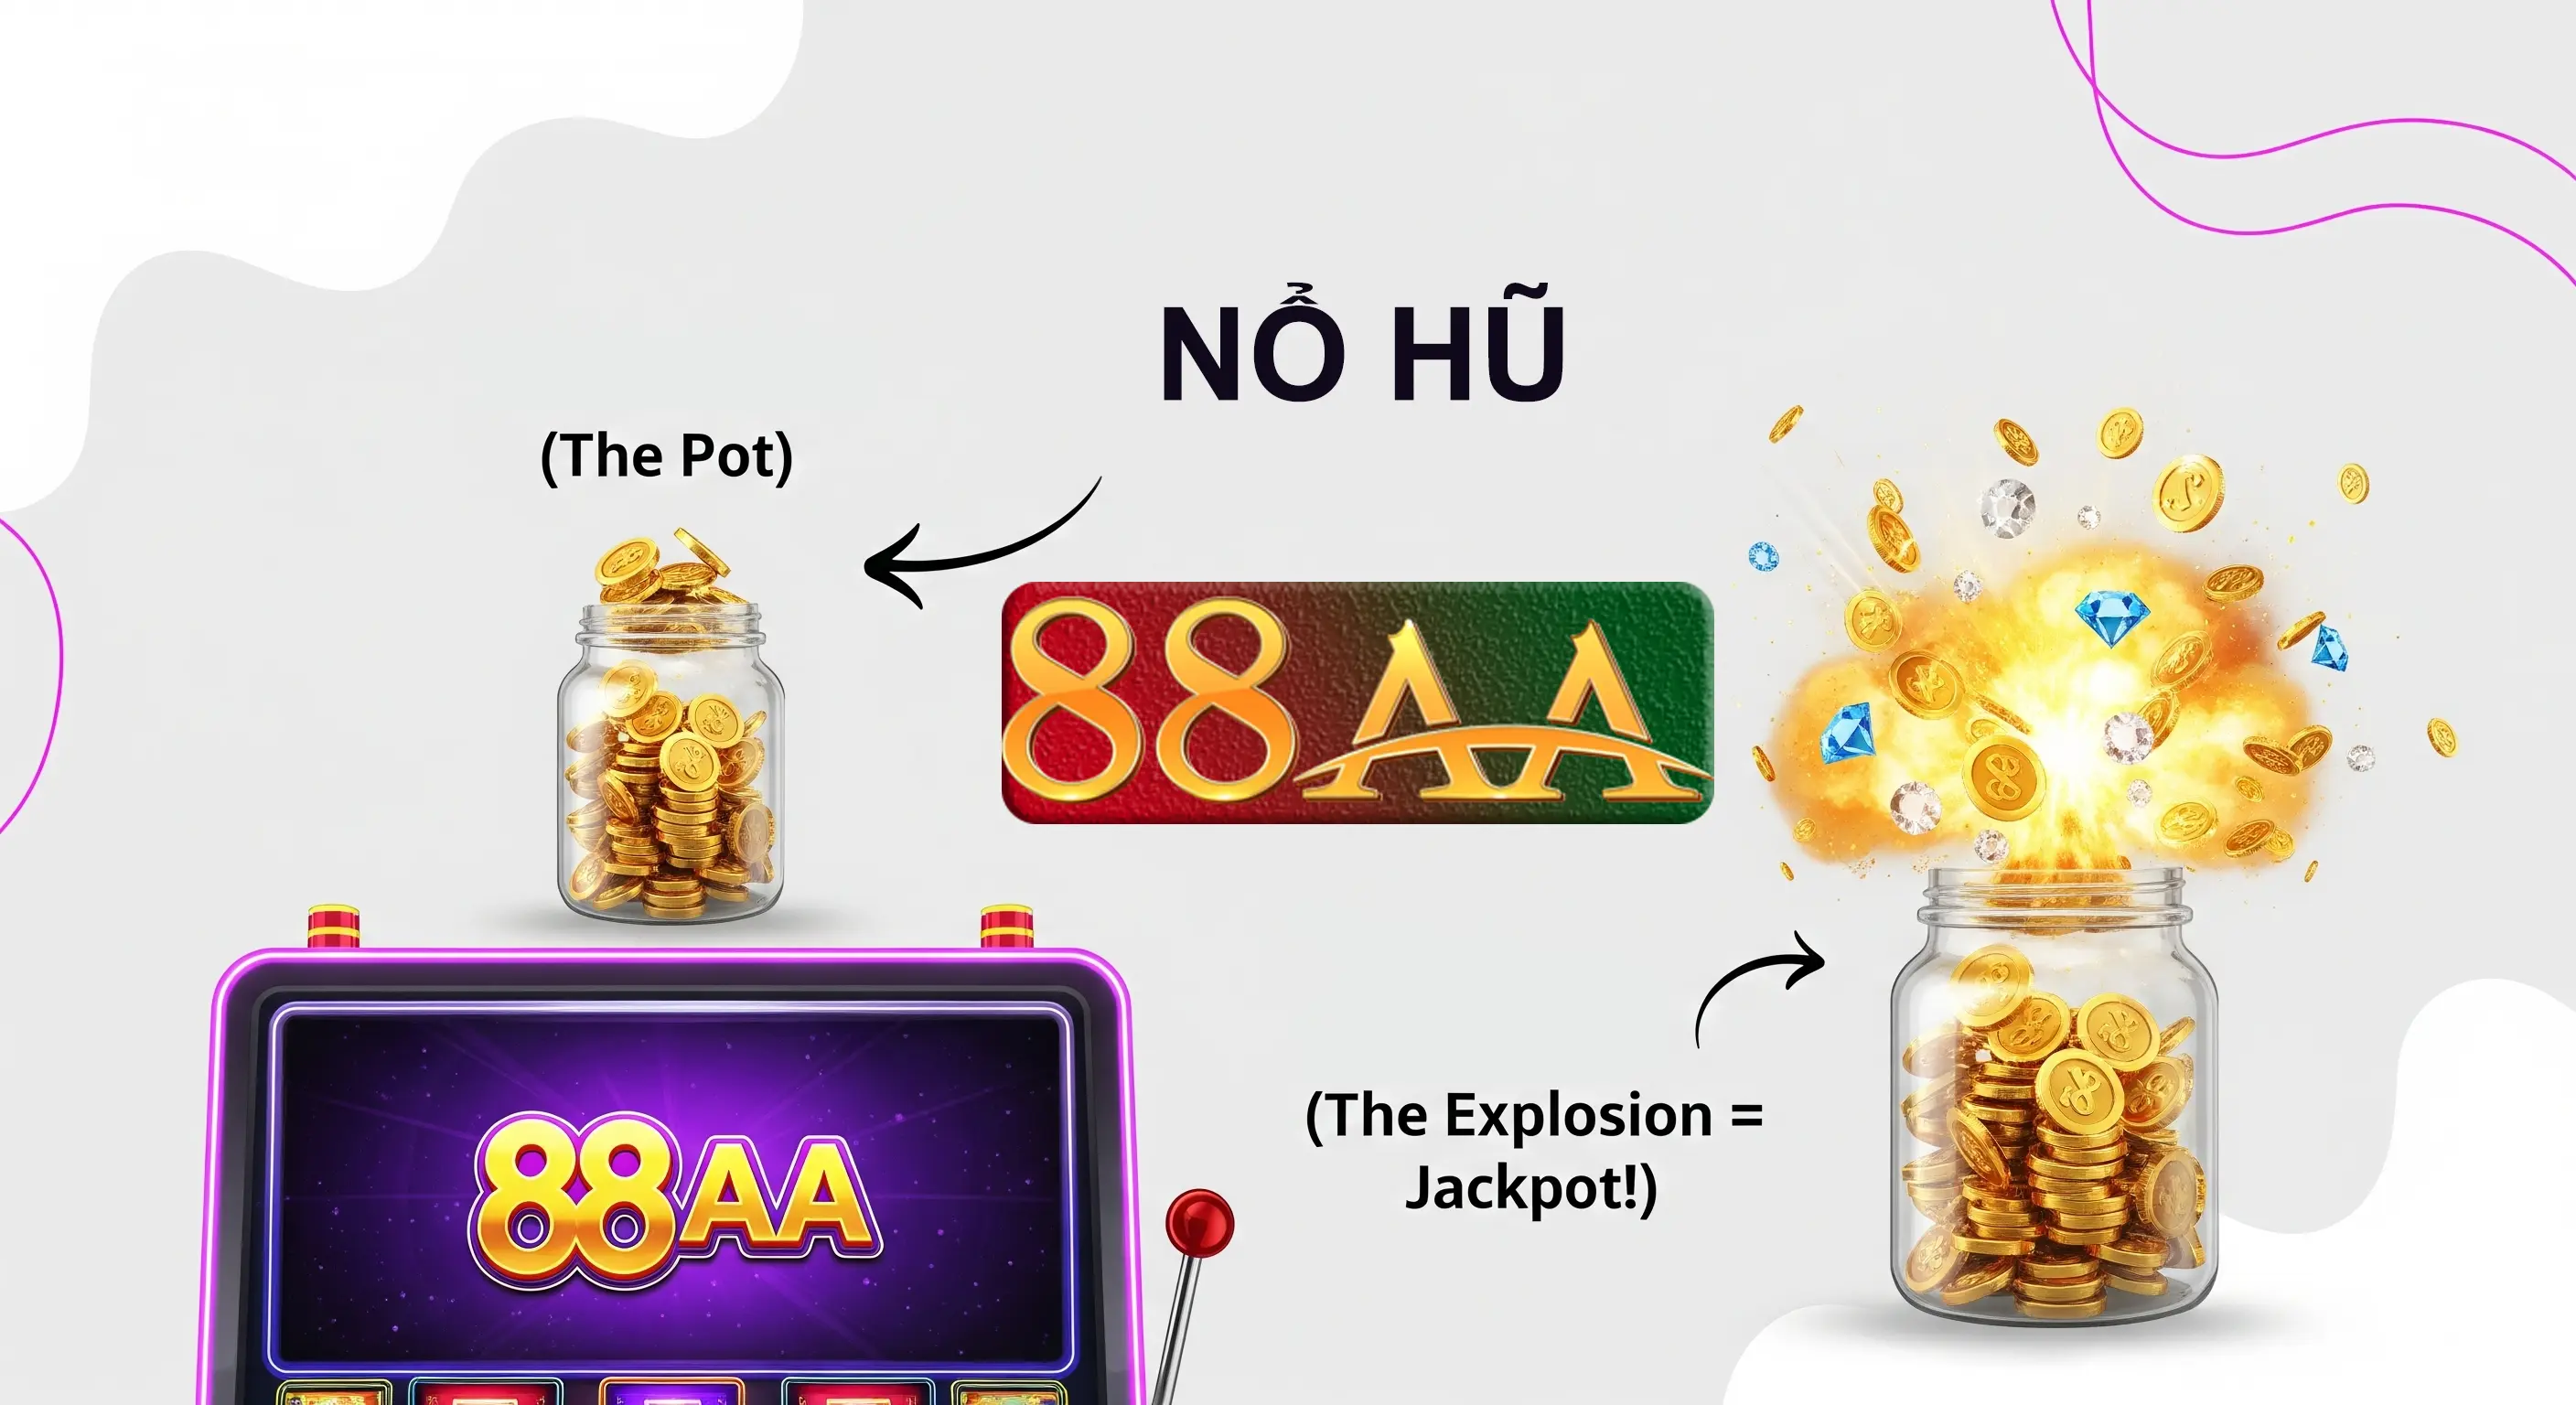 NỔ HŨ
(The Pot)
88AA
(The Explosion =
Jackpot!)
88AA